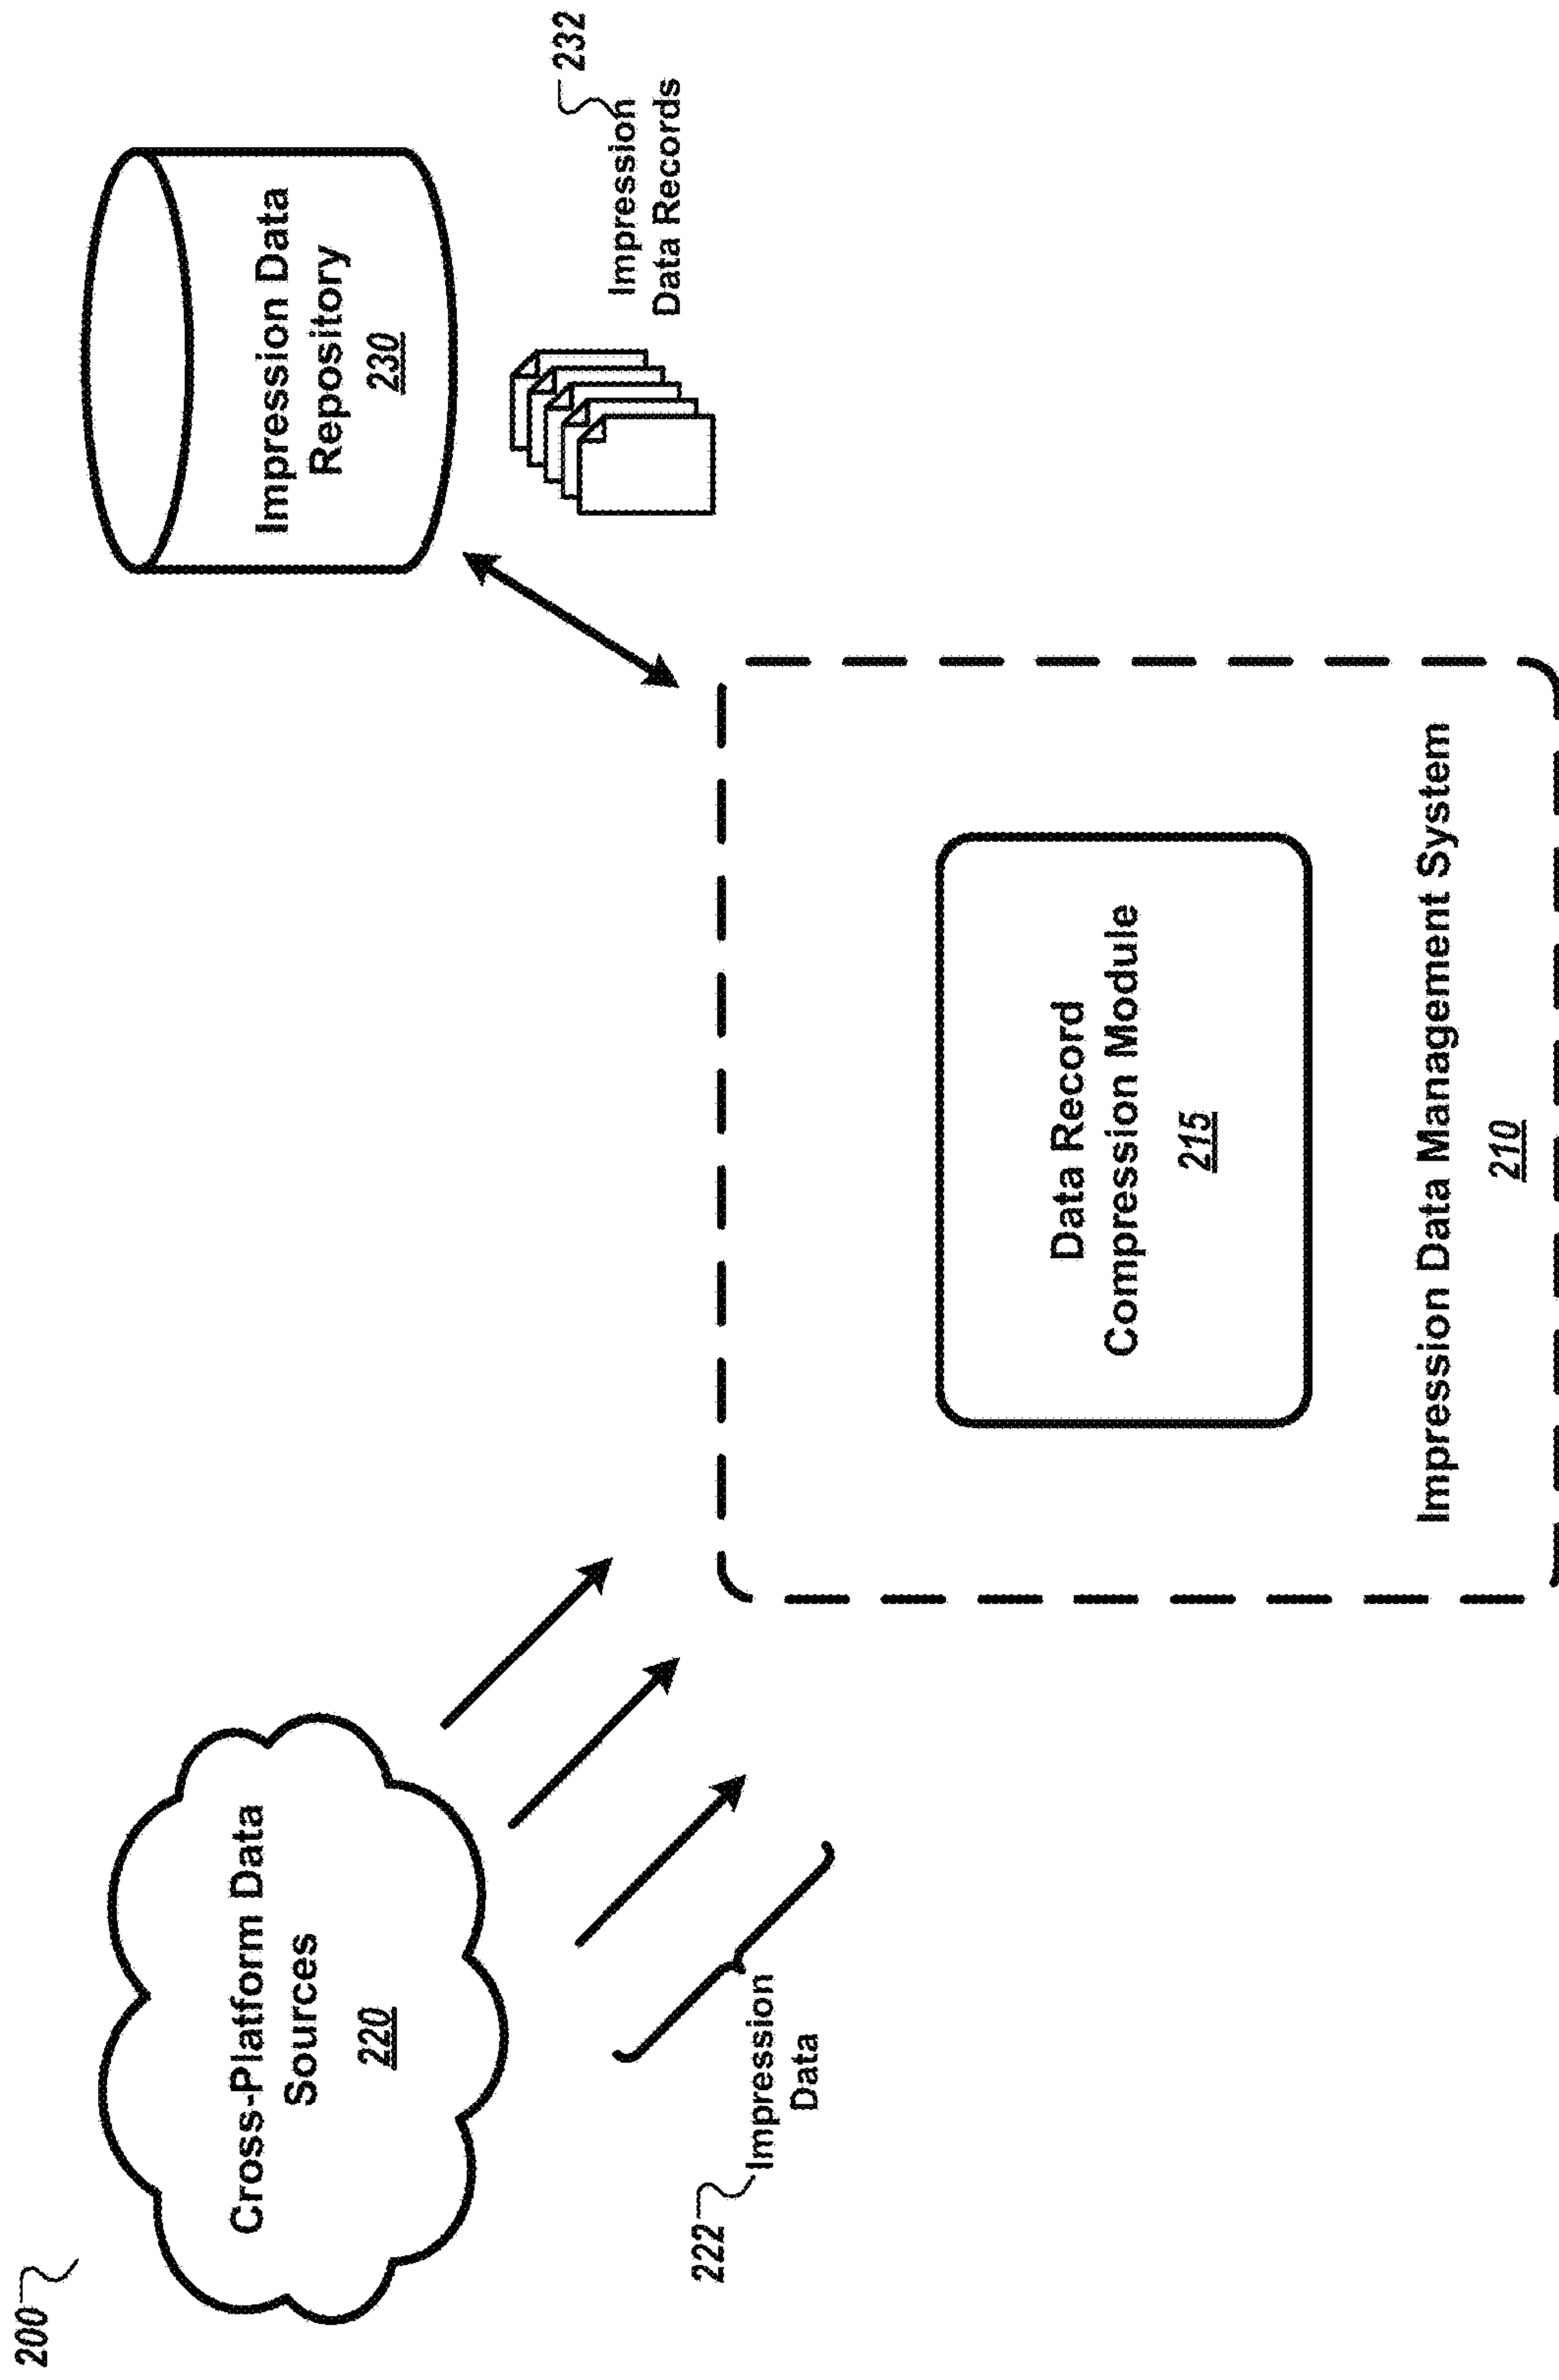 200
Cross-Platform Data
Sources
220
222
Impression
Data
Impression Data
Repository
230
232
Impression
Data Records
Data Record
Compression Module
215
Impression Data Management System
210